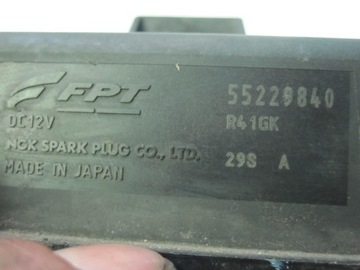 FPT
55229840
DC12V
R41GK
NGK SPARK PLUG CO., LTD.
29S A
MADE IN JAPAN